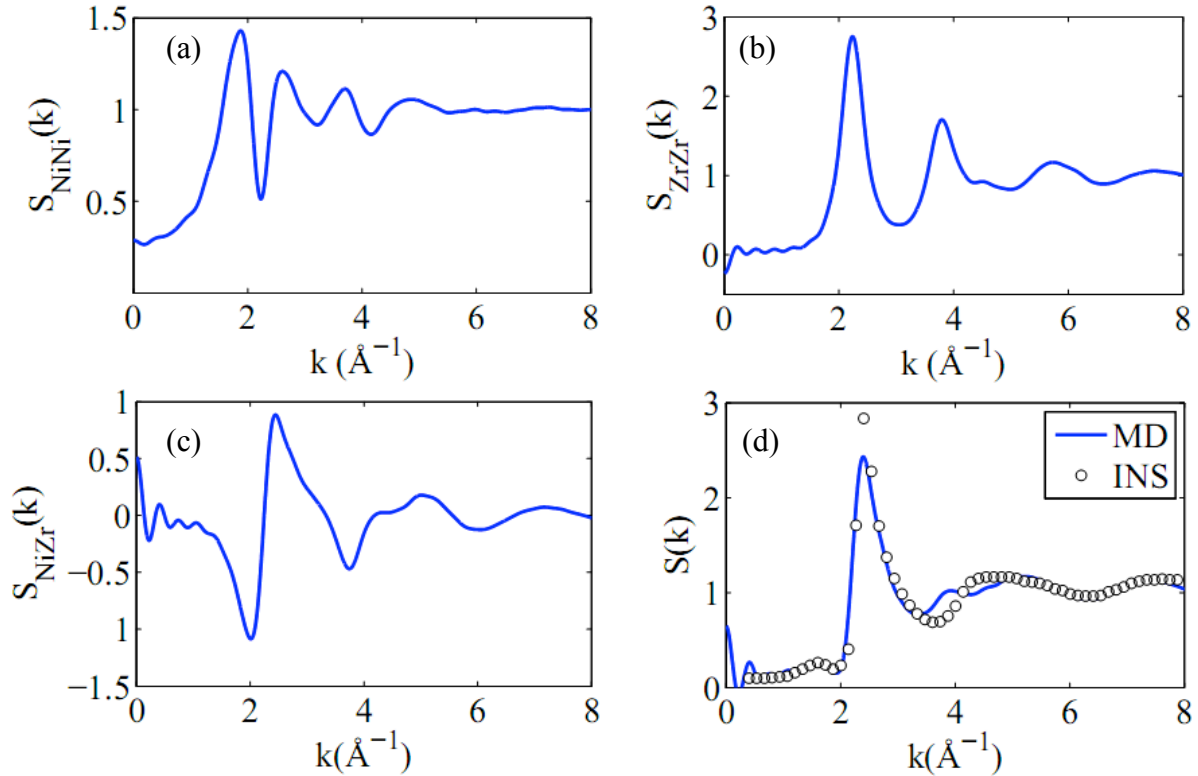 (a)
1.5
1
0.5
S_NiNi(k)
0 2 4 6 8
k (Å⁻¹)
(b)
3
2
1
0
S_ZrZr(k)
0 2 4 6 8
k (Å⁻¹)
(c)
1
0.5
0
−0.5
1
−1.5
S_NiZr(k)
0 2 4 6 8
k(Å⁻¹)
(d)
3
2
1
0
S(k)
MD
INS
0 2 4 6 8
k(Å⁻¹)